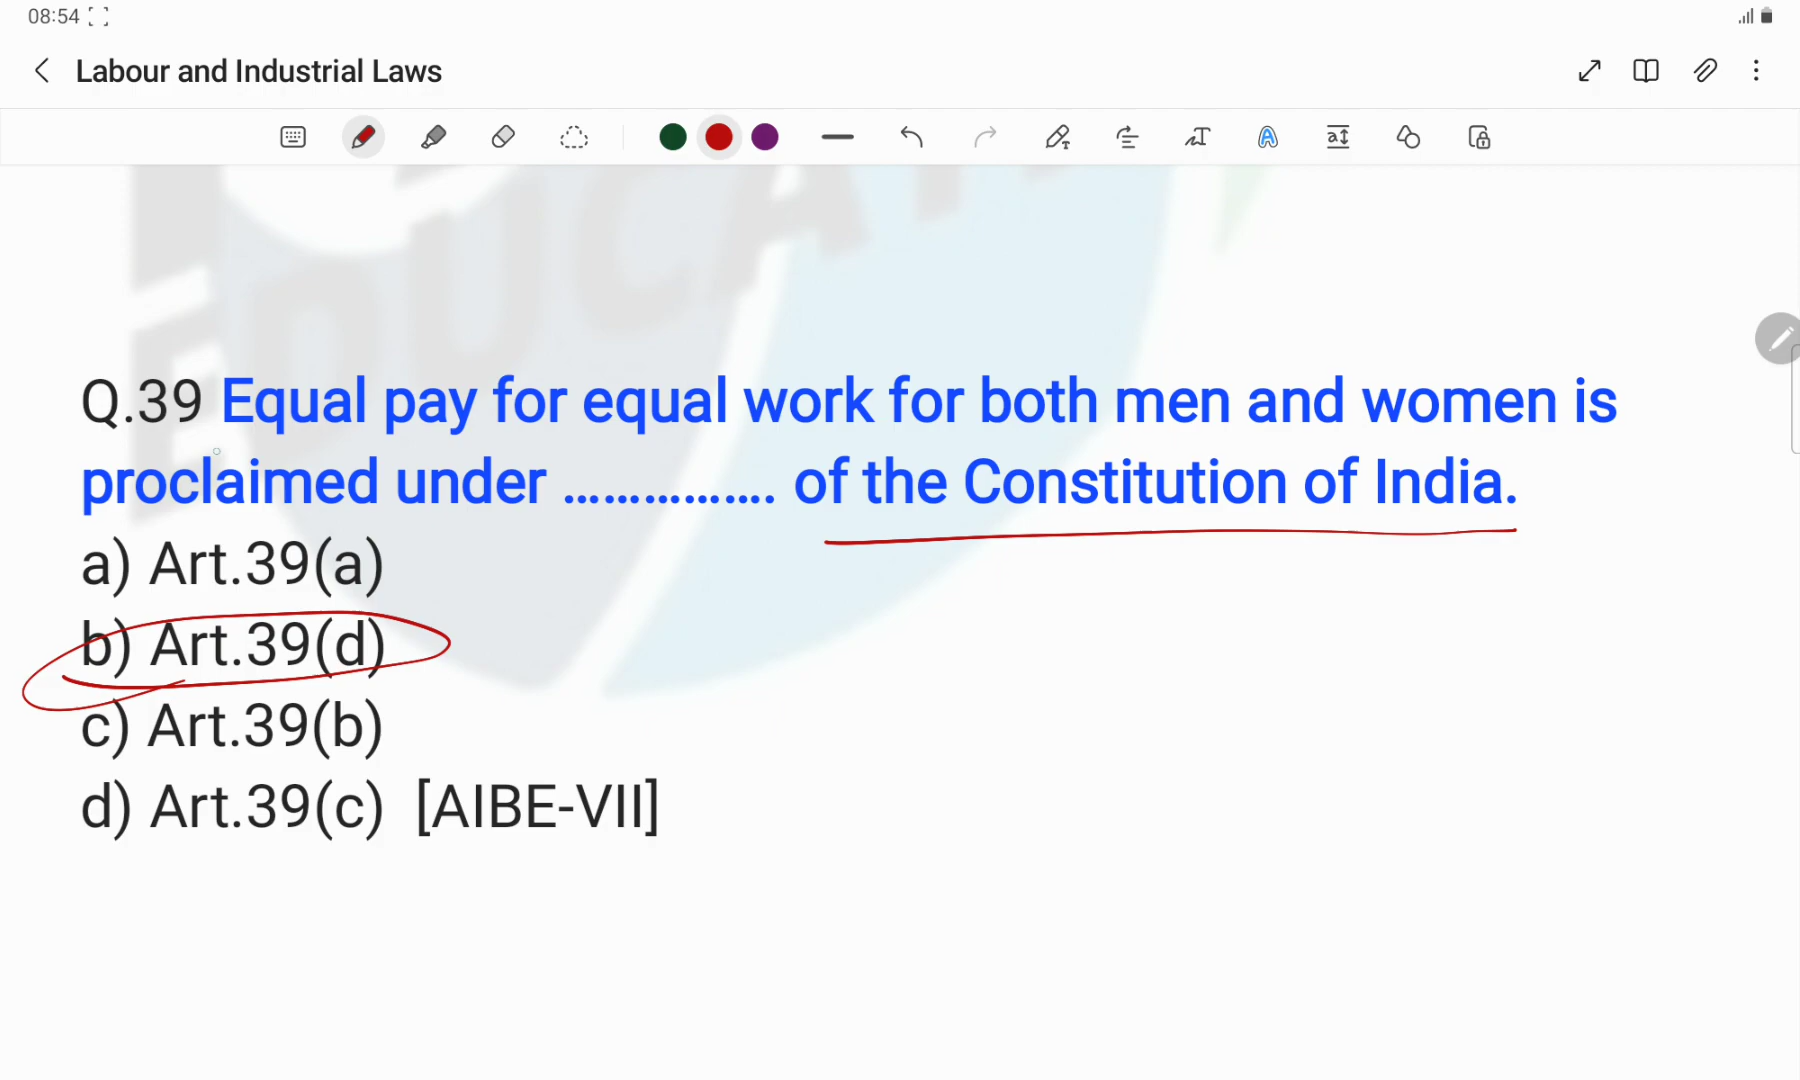 08:54
Labour and Industrial Laws
EDUCAT
Q.39 Equal pay for equal work for both men and women is
proclaimed under ................ of the Constitution of India.
a) Art.39(a)
b) Art.39(d)
c) Art.39(b)
d) Art.39(c) [AIBE-VII]